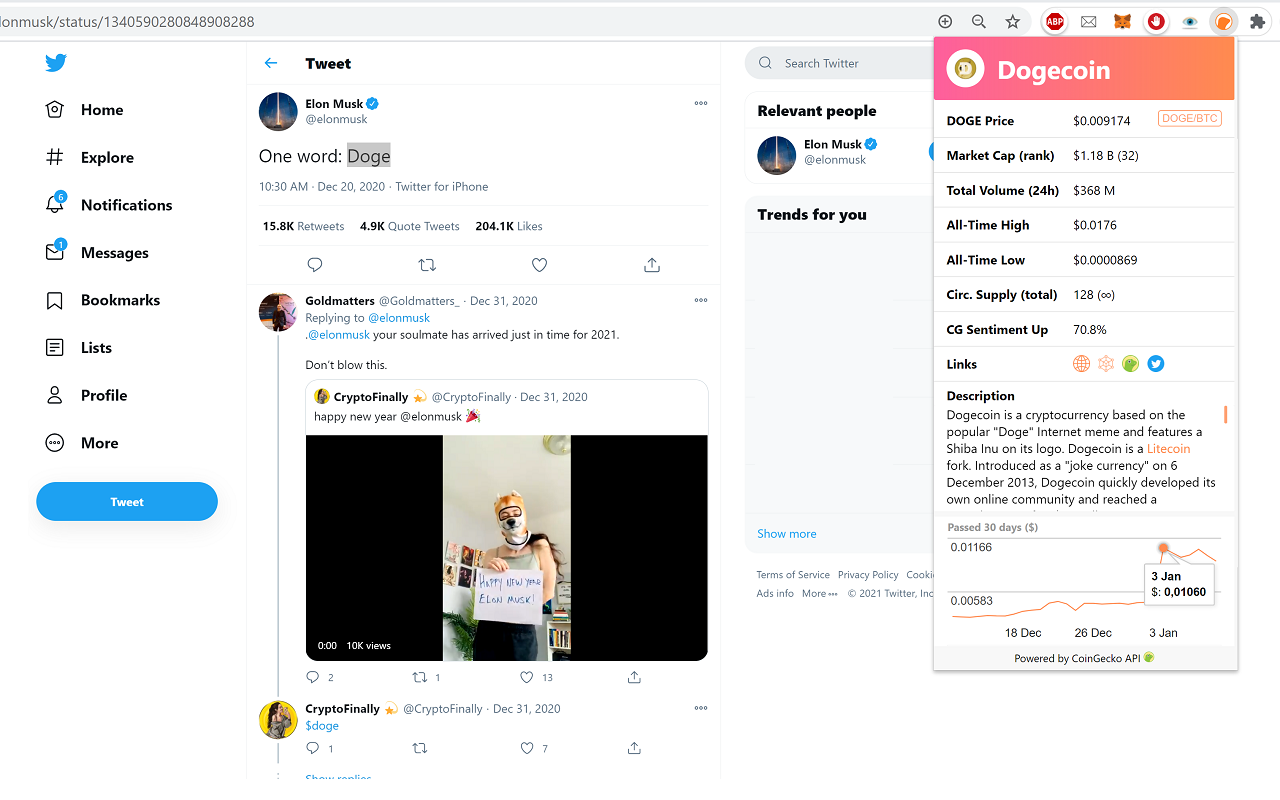 lonmusk/status/1340590280848908288
ABP
Home
Explore
6
Notifications
1
Messages
Bookmarks
Lists
Profile
More
Tweet
Tweet
Elon Musk
@elonmusk
One word: Doge
10:30 AM · Dec 20, 2020 · Twitter for iPhone
15.8K Retweets 4.9K Quote Tweets 204.1K Likes
Goldmatters @Goldmatters_ · Dec 31, 2020
Replying to @elonmusk
.@elonmusk your soulmate has arrived just in time for 2021.
Don't blow this.
CryptoFinally 💫 @CryptoFinally · Dec 31, 2020
happy new year @elonmusk 🎉
HAPPY NEW YEAR
ELON MUSK!
0:00 10K views
2 1 13
CryptoFinally 💫 @CryptoFinally · Dec 31, 2020
$doge
1 7
Show replies
Search Twitter
Relevant people
Elon Musk
@elonmusk
Trends for you
Show more
Terms of Service Privacy Policy Cooki
Ads info More ••• © 2021 Twitter, Inc
Dogecoin
DOGE Price $0.009174 DOGE/BTC
Market Cap (rank) $1.18 B (32)
Total Volume (24h) $368 M
All-Time High $0.0176
All-Time Low $0.0000869
Circ. Supply (total) 128 (∞)
CG Sentiment Up 70.8%
Links
Description
Dogecoin is a cryptocurrency based on the
popular "Doge" Internet meme and features a
Shiba Inu on its logo. Dogecoin is a Litecoin
fork. Introduced as a "joke currency" on 6
December 2013, Dogecoin quickly developed its
own online community and reached a
Passed 30 days ($)
0.01166
3 Jan
$: 0,01060
0.00583
18 Dec 26 Dec 3 Jan
Powered by CoinGecko API